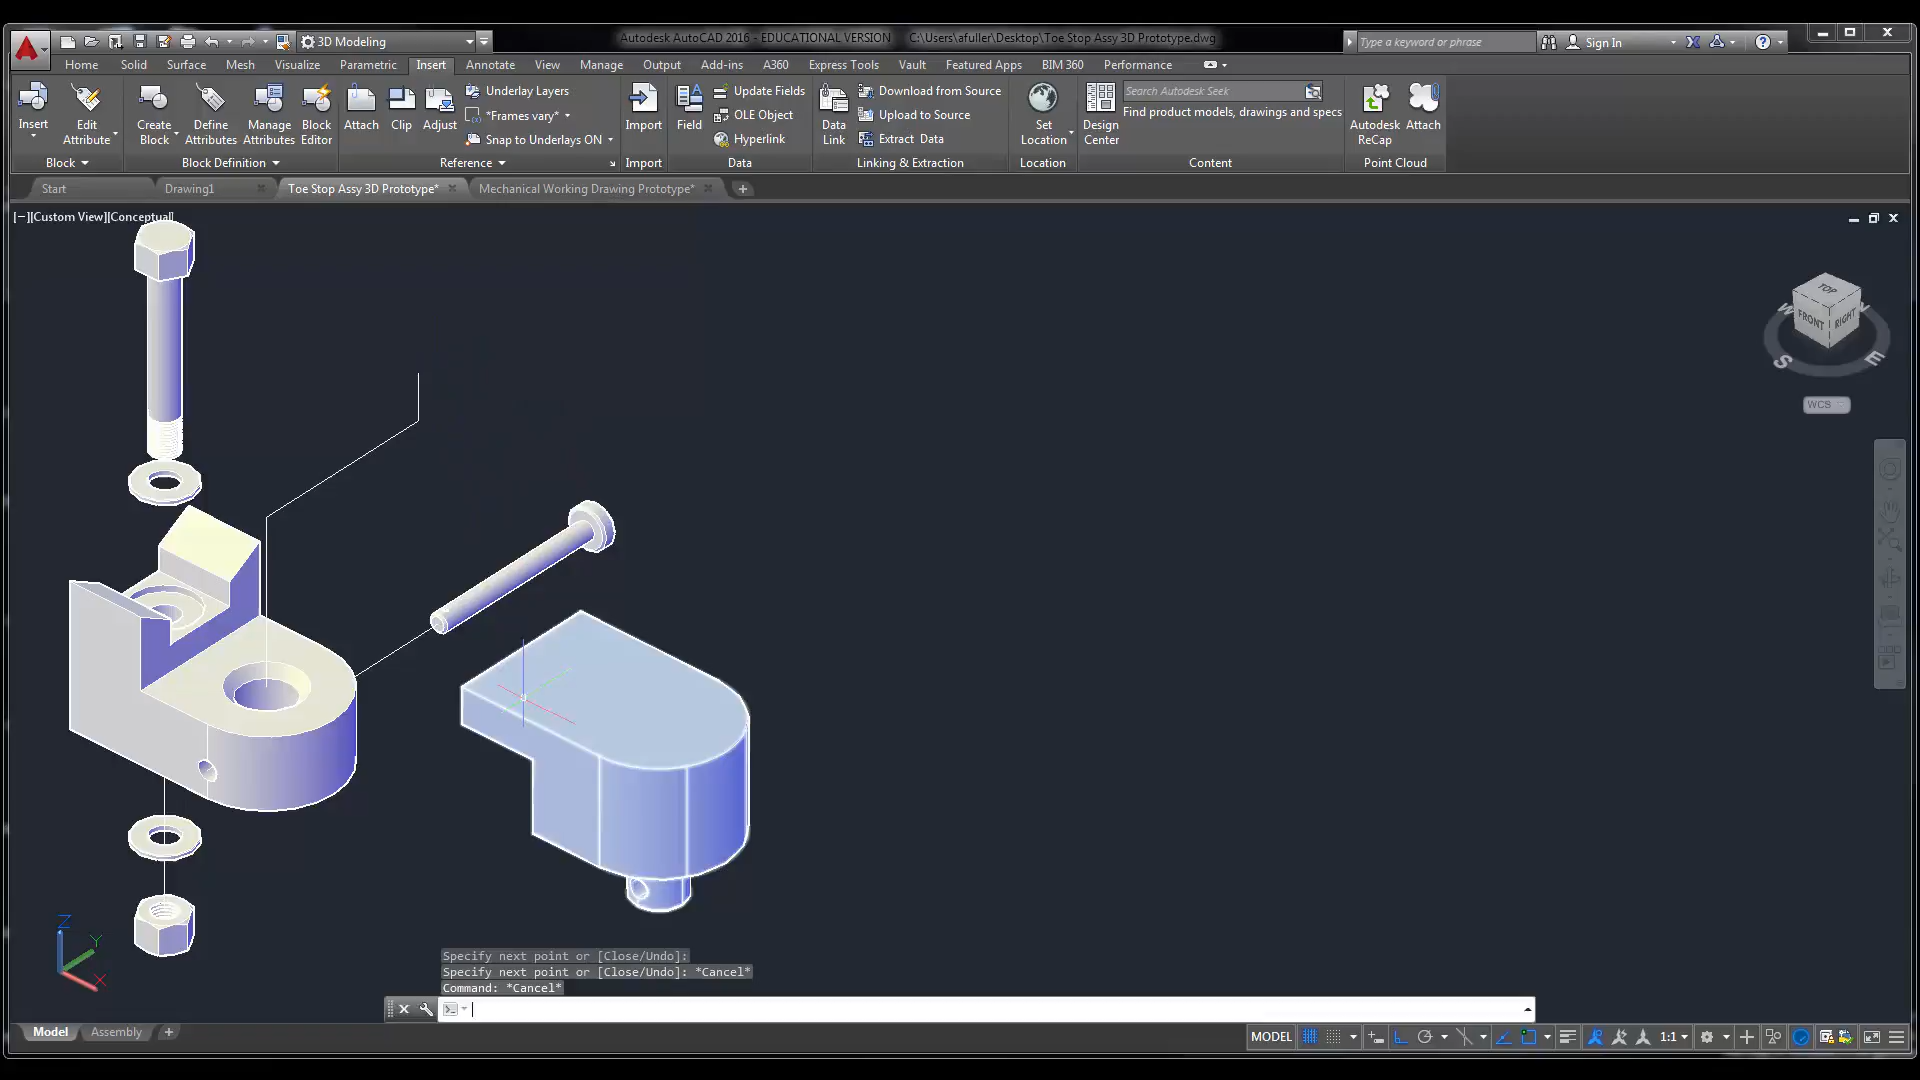 3D Modeling
Autodesk AutoCAD 2016 - EDUCATIONAL VERSION C:\Users\afuller\Desktop\Toe Stop Assy 3D Prototype.dwg
Type a keyword or phrase
Sign In
Home Solid Surface Mesh Visualize Parametric Insert Annotate View Manage Output Add-ins A360 Express Tools Vault Featured Apps BIM 360 Performance
Insert
Edit Attribute
Create Block
Define Attributes
Manage Attributes
Block Editor
Attach
Clip
Adjust
Underlay Layers
*Frames vary*
Snap to Underlays ON
Import
Field
Update Fields
OLE Object
Hyperlink
Data Link
Download from Source
Upload to Source
Extract Data
Set Location
Design Center
Search Autodesk Seek
Find product models, drawings and specs
Autodesk ReCap
Attach
Block
Block Definition
Reference
Import
Data
Linking & Extraction
Location
Content
Point Cloud
Start
Drawing1
Toe Stop Assy 3D Prototype*
Mechanical Working Drawing Prototype*
[−][Custom View][Conceptual]
TOP
FRONT
RIGHT
W
S
E
WCS
Z
Y
X
Specify next point or [Close/Undo]:
Specify next point or [Close/Undo]: *Cancel*
Command: *Cancel*
Model
Assembly
MODEL
1:1